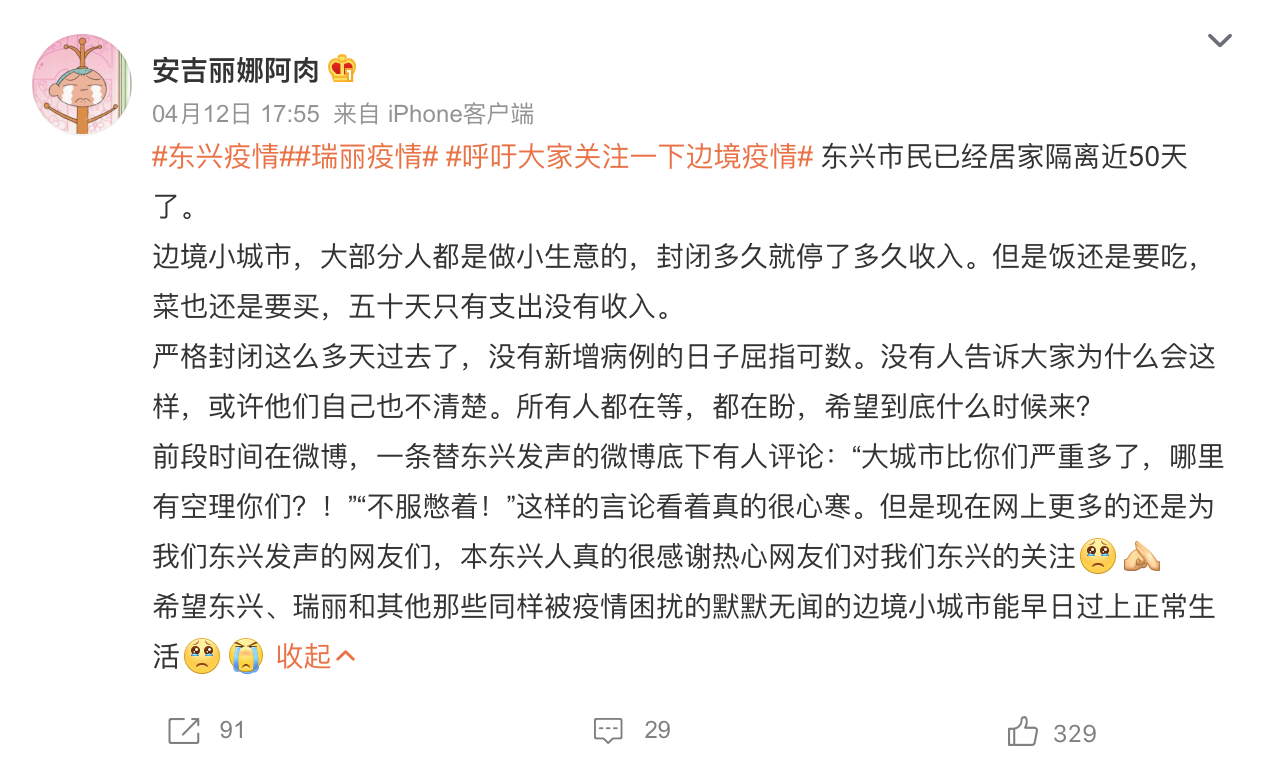 安吉丽娜阿肉
04月12日 17:55 来自 iPhone客户端
#东兴疫情##瑞丽疫情# #呼吁大家关注一下边境疫情# 东兴市民已经居家隔离近50天
了。
边境小城市，大部分人都是做小生意的，封闭多久就停了多久收入。但是饭还是要吃，
菜也还是要买，五十天只有支出没有收入。
严格封闭这么多天过去了，没有新增病例的日子屈指可数。没有人告诉大家为什么会这
样，或许他们自己也不清楚。所有人都在等，都在盼，希望到底什么时候来？
前段时间在微博，一条替东兴发声的微博底下有人评论：“大城市比你们严重多了，哪里
有空理你们？！”“不服憋着！”这样的言论看着真的很心寒。但是现在网上更多的还是为
我们东兴发声的网友们，本东兴人真的很感谢热心网友们对我们东兴的关注
希望东兴、瑞丽和其他那些同样被疫情困扰的默默无闻的边境小城市能早日过上正常生
活 收起
91 29 329